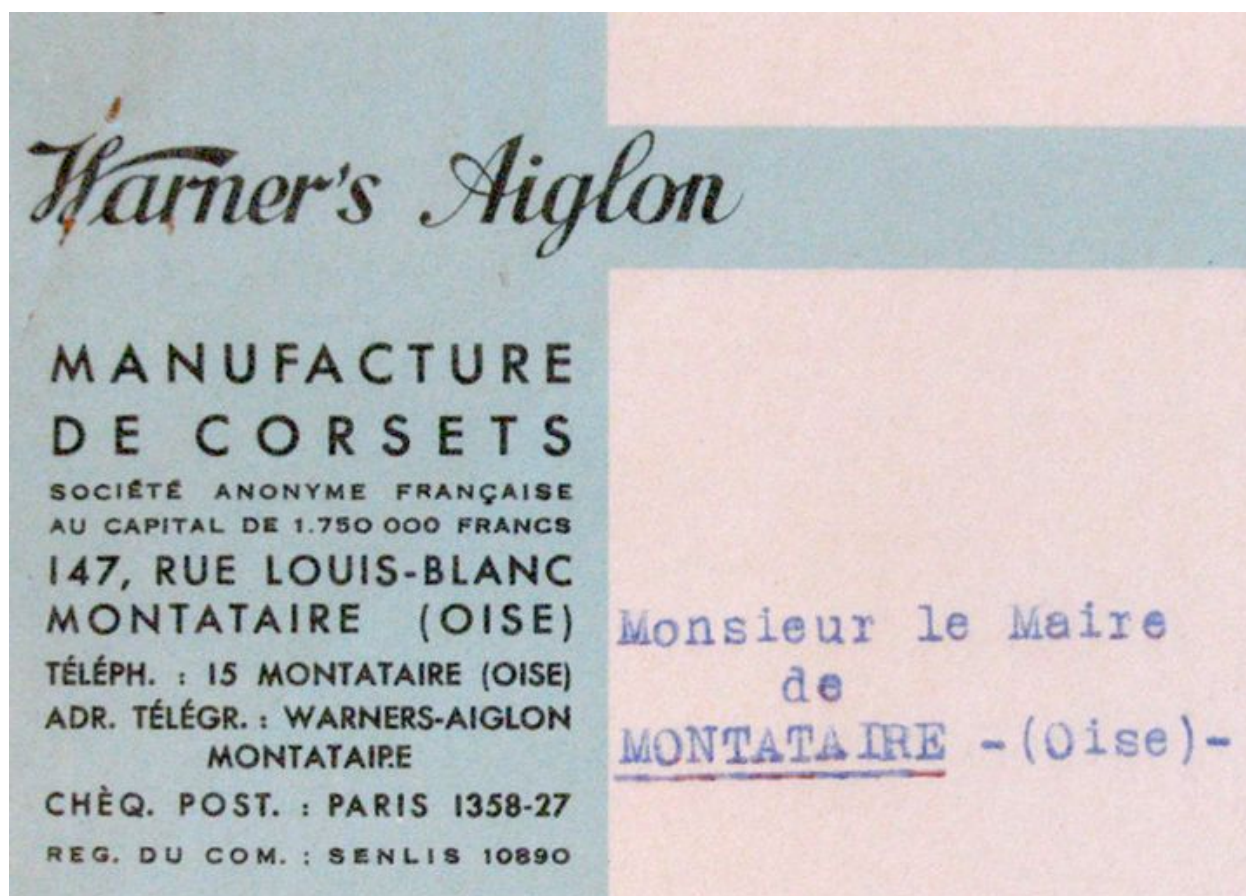 Warner's Aiglon
MANUFACTURE
DE CORSETS
SOCIÉTÉ ANONYME FRANÇAISE
AU CAPITAL DE 1.750 000 FRANCS
147, RUE LOUIS-BLANC
MONTATAIRE (OISE)
TÉLÉPH. : 15 MONTATAIRE (OISE)
ADR. TÉLÉGR. : WARNERS-AIGLON
MONTATAIRE
CHÈQ. POST. : PARIS 1358-27
REG. DU COM. : SENLIS 10890
Monsieur le Maire
de
MONTATAIRE -(Oise)-